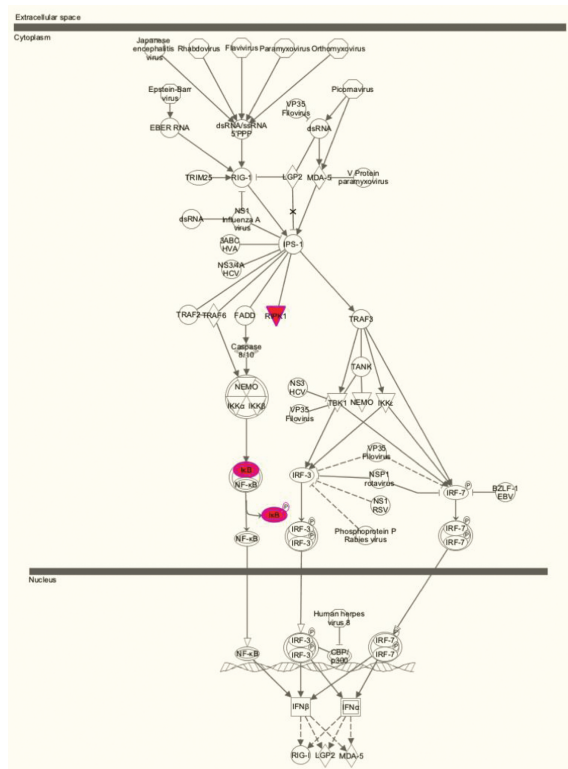 Extracellular space
Cytoplasm
Japanese
encephalitis
virus
Rhabdovirus
Flavivirus
Paramyxovirus
Orthomyxovirus
Epstein-Barr
virus
EBER RNA
dsRNA/ssRNA
5'PPP
VP35
Filovirus
Picornavirus
dsRNA
TRIM25
RIG-1
LGP2
MDA-5
V Protein
paramyxovirus
dsRNA
NS1
Influenza A
virus
3ABC
HVA
NS3/4A
HCV
IPS-1
TRAF2
TRAF6
FADD
RIPK1
TRAF3
Caspase
8/10
TANK
NEMO
IKKα IKKβ
NS3
HCV
VP35
Filovirus
TBK1
NEMO
IKKε
IκB
NF-κB
IκB
P
NF-κB
IRF-3
VP35
Filovirus
NSP1
rotavirus
NS1
RSV
Phosphoprotein P
Rabies virus
IRF-7
P
BZLF-1
EBV
IRF-3
P
IRF-3
P
IRF-7
P
IRF-7
P
Nucleus
Human herpes
virus 8
NF-κB
IRF-3
P
IRF-3
P
CBP/
p300
IRF-7
P
IRF-7
P
IFNβ
IFNα
RIG-I
LGP2
MDA-5